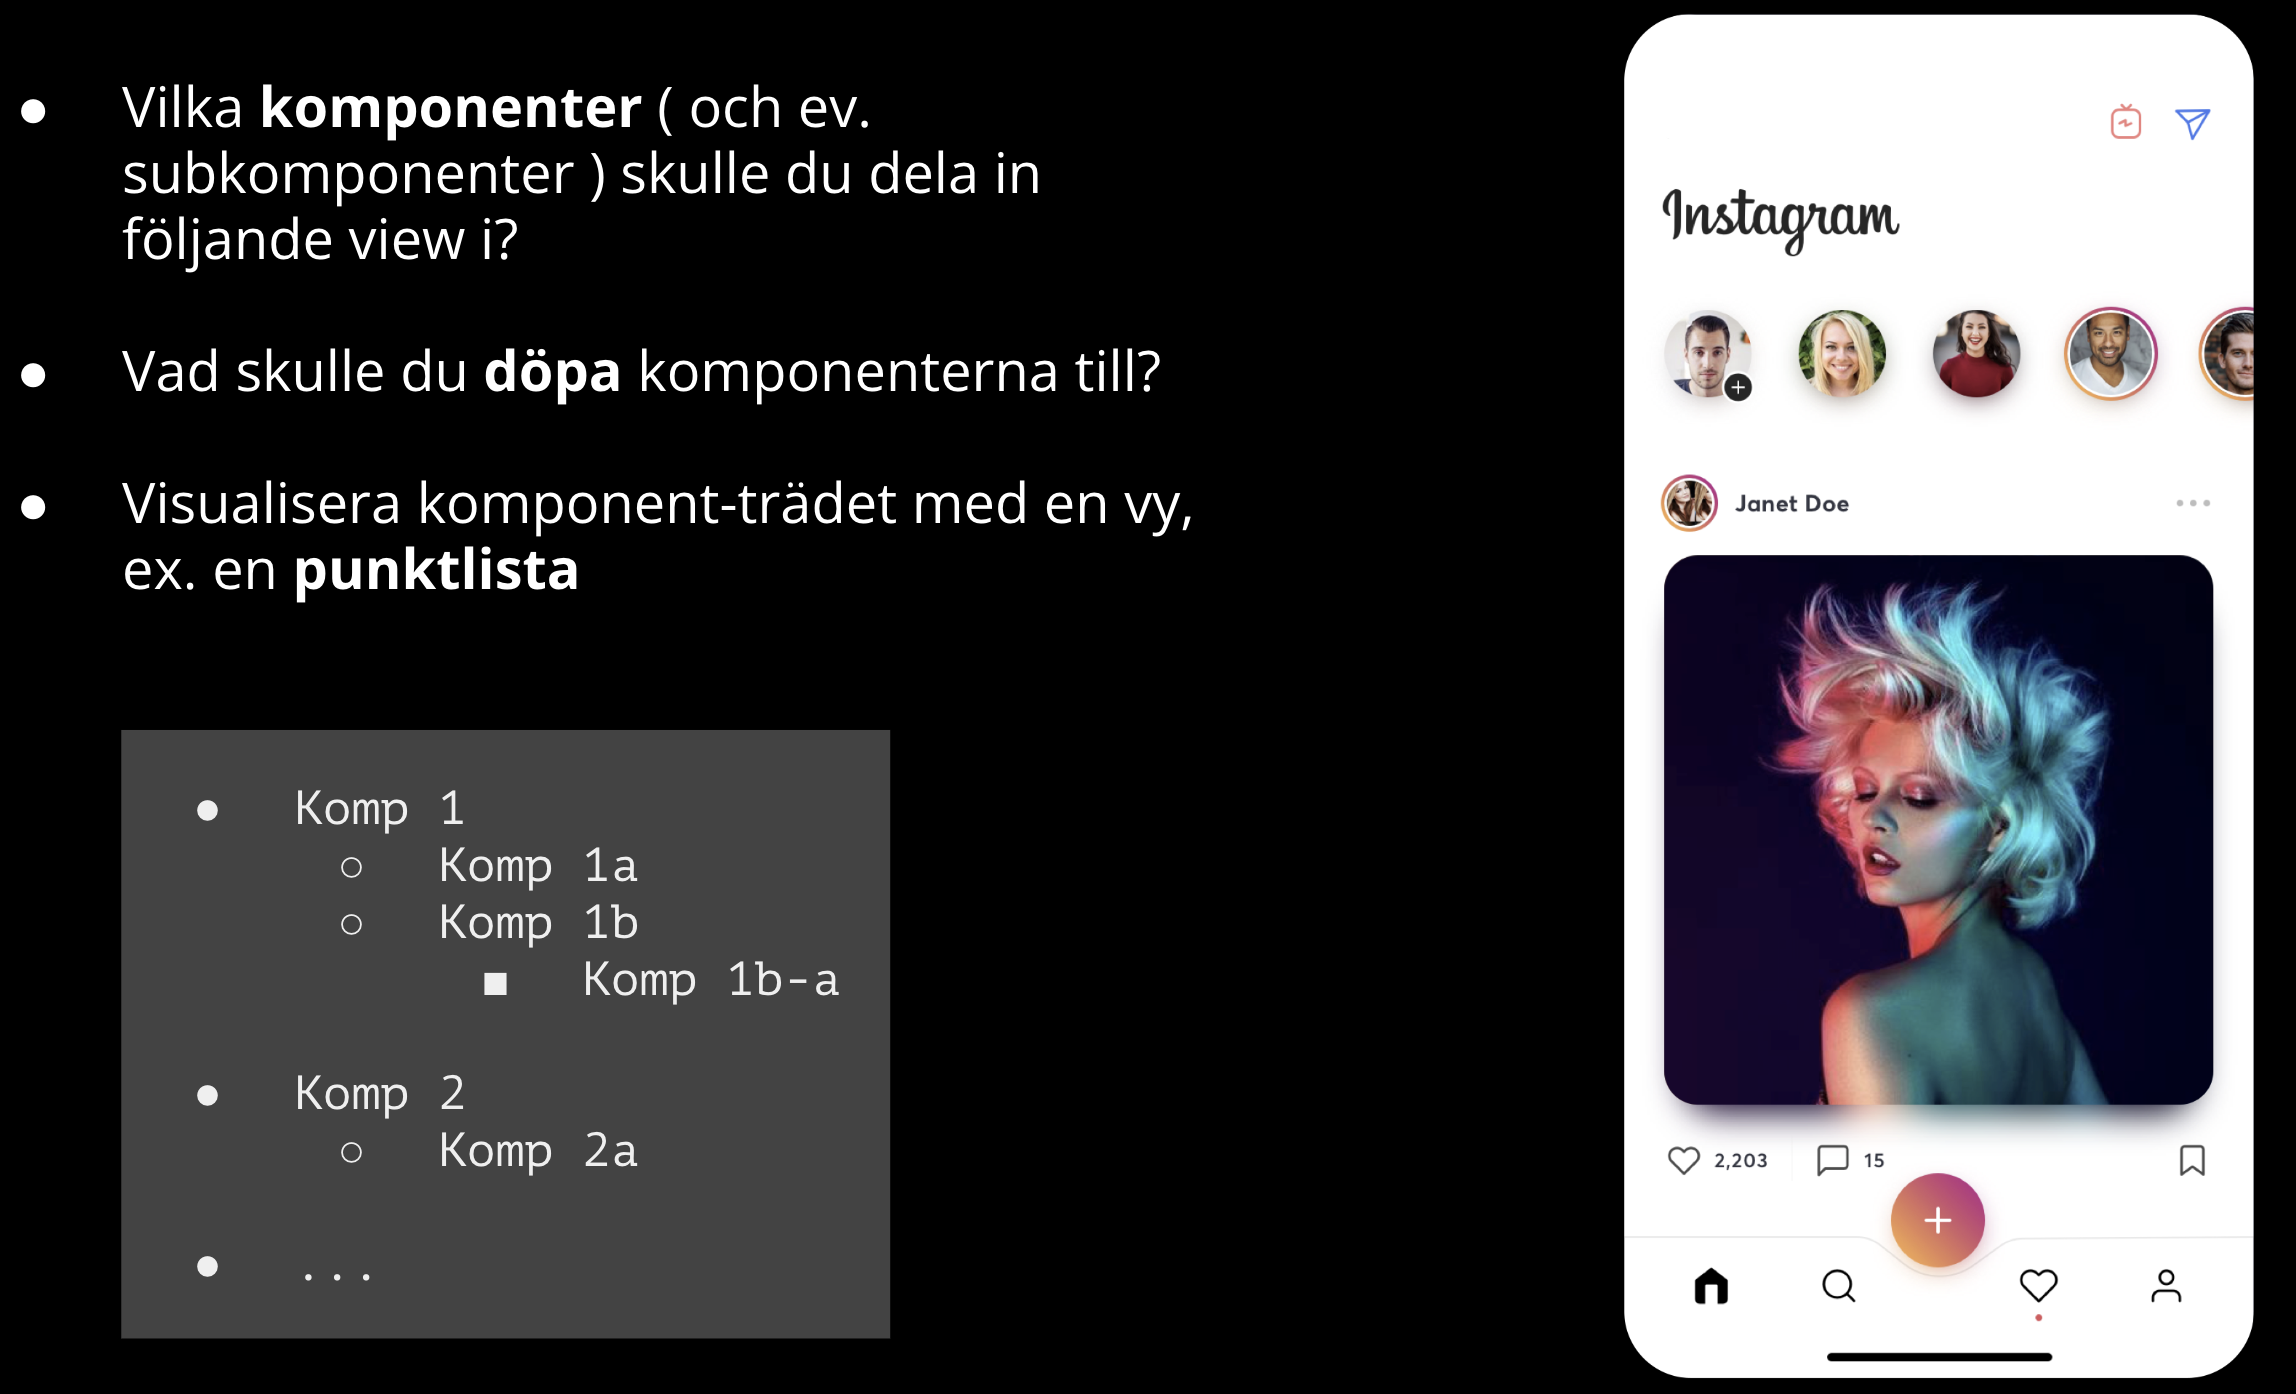 ● Vilka komponenter ( och ev.
subkomponenter ) skulle du dela in
följande view i?
● Vad skulle du döpa komponenterna till?
● Visualisera komponent-trädet med en vy,
ex. en punktlista
● Komp 1
○ Komp 1a
○ Komp 1b
■ Komp 1b-a
● Komp 2
○ Komp 2a
● ...
Instagram
Janet Doe
2,203 15